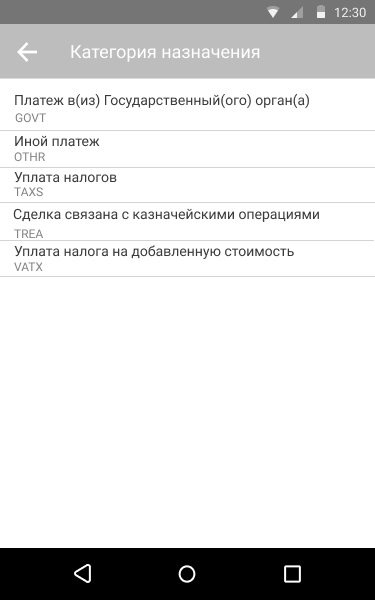 12:30
Категория назначения
Платеж в(из) Государственный(ого) орган(а)
GOVT
Иной платеж
OTHR
Уплата налогов
TAXS
Сделка связана с казначейскими операциями
TREA
Уплата налога на добавленную стоимость
VATX